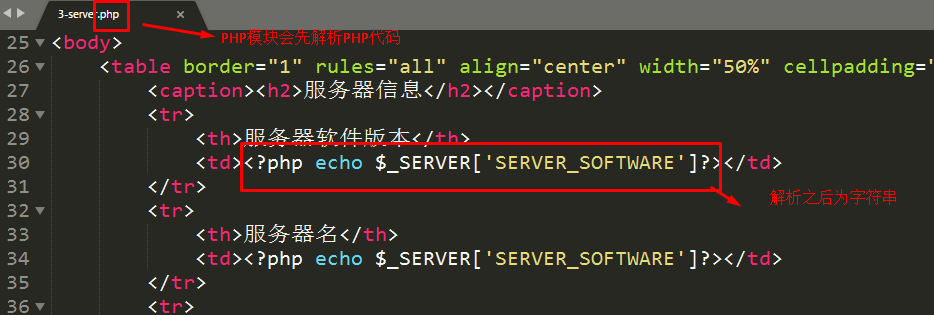 3-server.php ×
PHP模块会先解析PHP代码
25 <body>
26 <table border="1" rules="all" align="center" width="50%" cellpadding="
27 <caption><h2>服务器信息</h2></caption>
28 <tr>
29 <th>服务器软件版本</th>
30 <td><?php echo $_SERVER['SERVER_SOFTWARE']?></td>
31 </tr>
解析之后为字符串
32 <tr>
33 <th>服务器名</th>
34 <td><?php echo $_SERVER['SERVER_SOFTWARE']?></td>
35 </tr>
36 <tr>